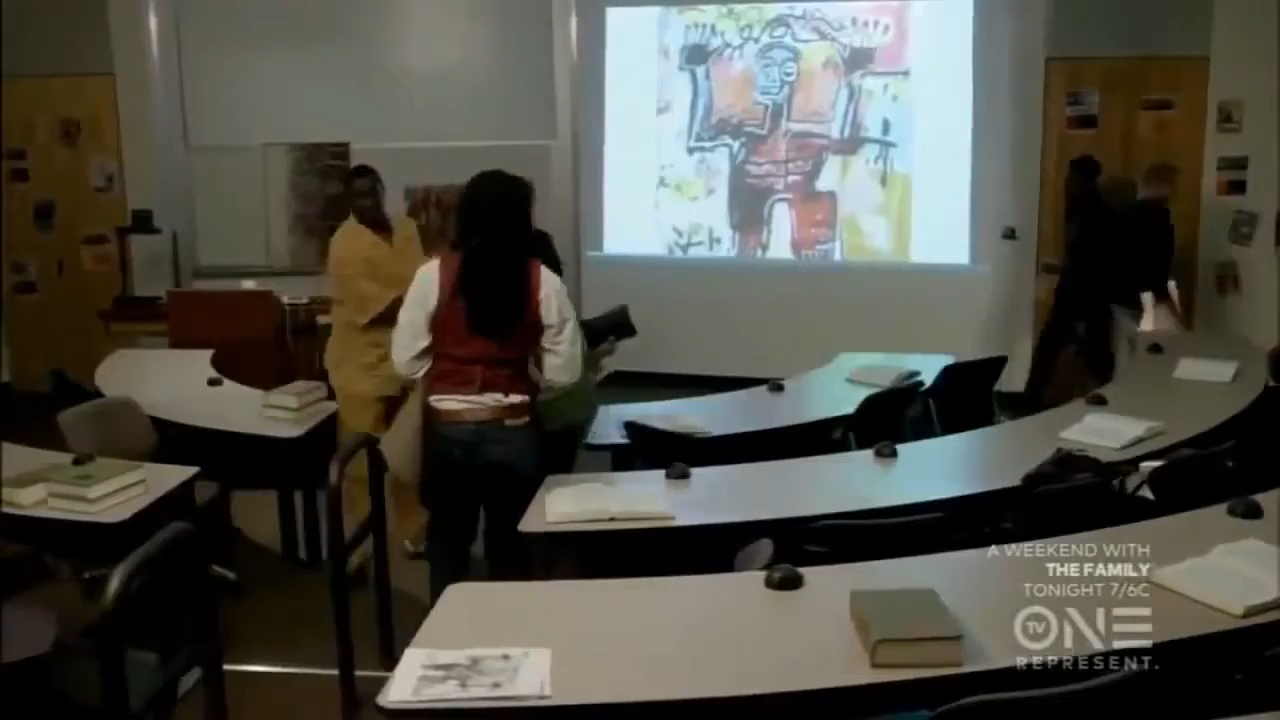 A WEEKEND WITH
THE FAMILY
TONIGHT 7/6C
TV ONE
REPRESENT.